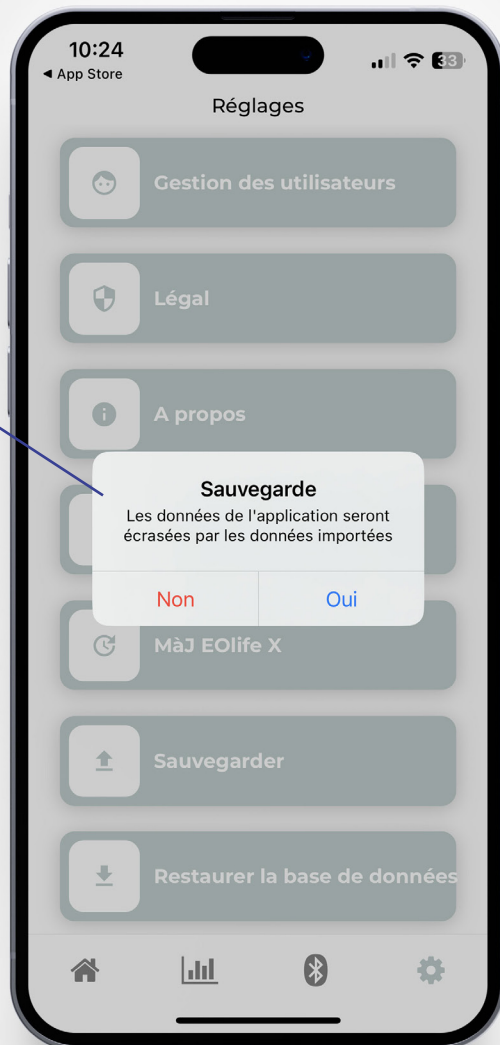 10:24
33
◀ App Store
Réglages
Gestion des utilisateurs
Légal
A propos
Sauvegarde
Les données de l'application seront
écrasées par les données importées
Non
Oui
MàJ EOlife X
Sauvegarder
Restaurer la base de données